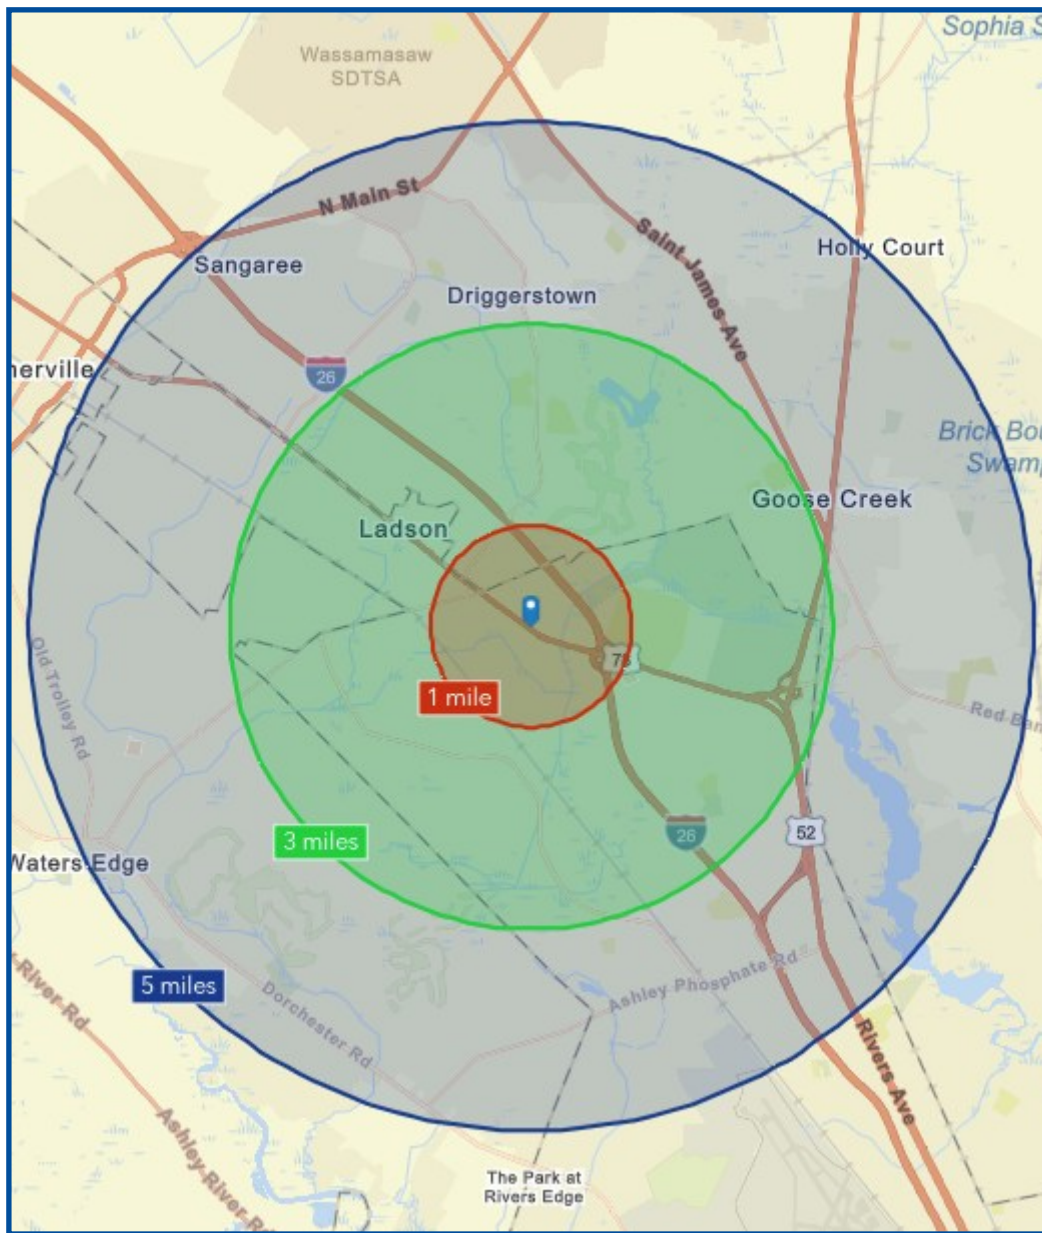 Sophia S
Wassamasaw
SDTSA
N Main St
Saint James Ave
Holly Court
Sangaree
Driggerstown
nerville
26
Brick Bou
Swamp
Goose Creek
Ladson
78
Old Trolley Rd
1 mile
Red Ban
3 miles
26
52
Waters Edge
5 miles
Ashley Phosphate Rd
Dorchester Rd
River Rd
Rivers Ave
Ashley River Rd
The Park at
Rivers Edge